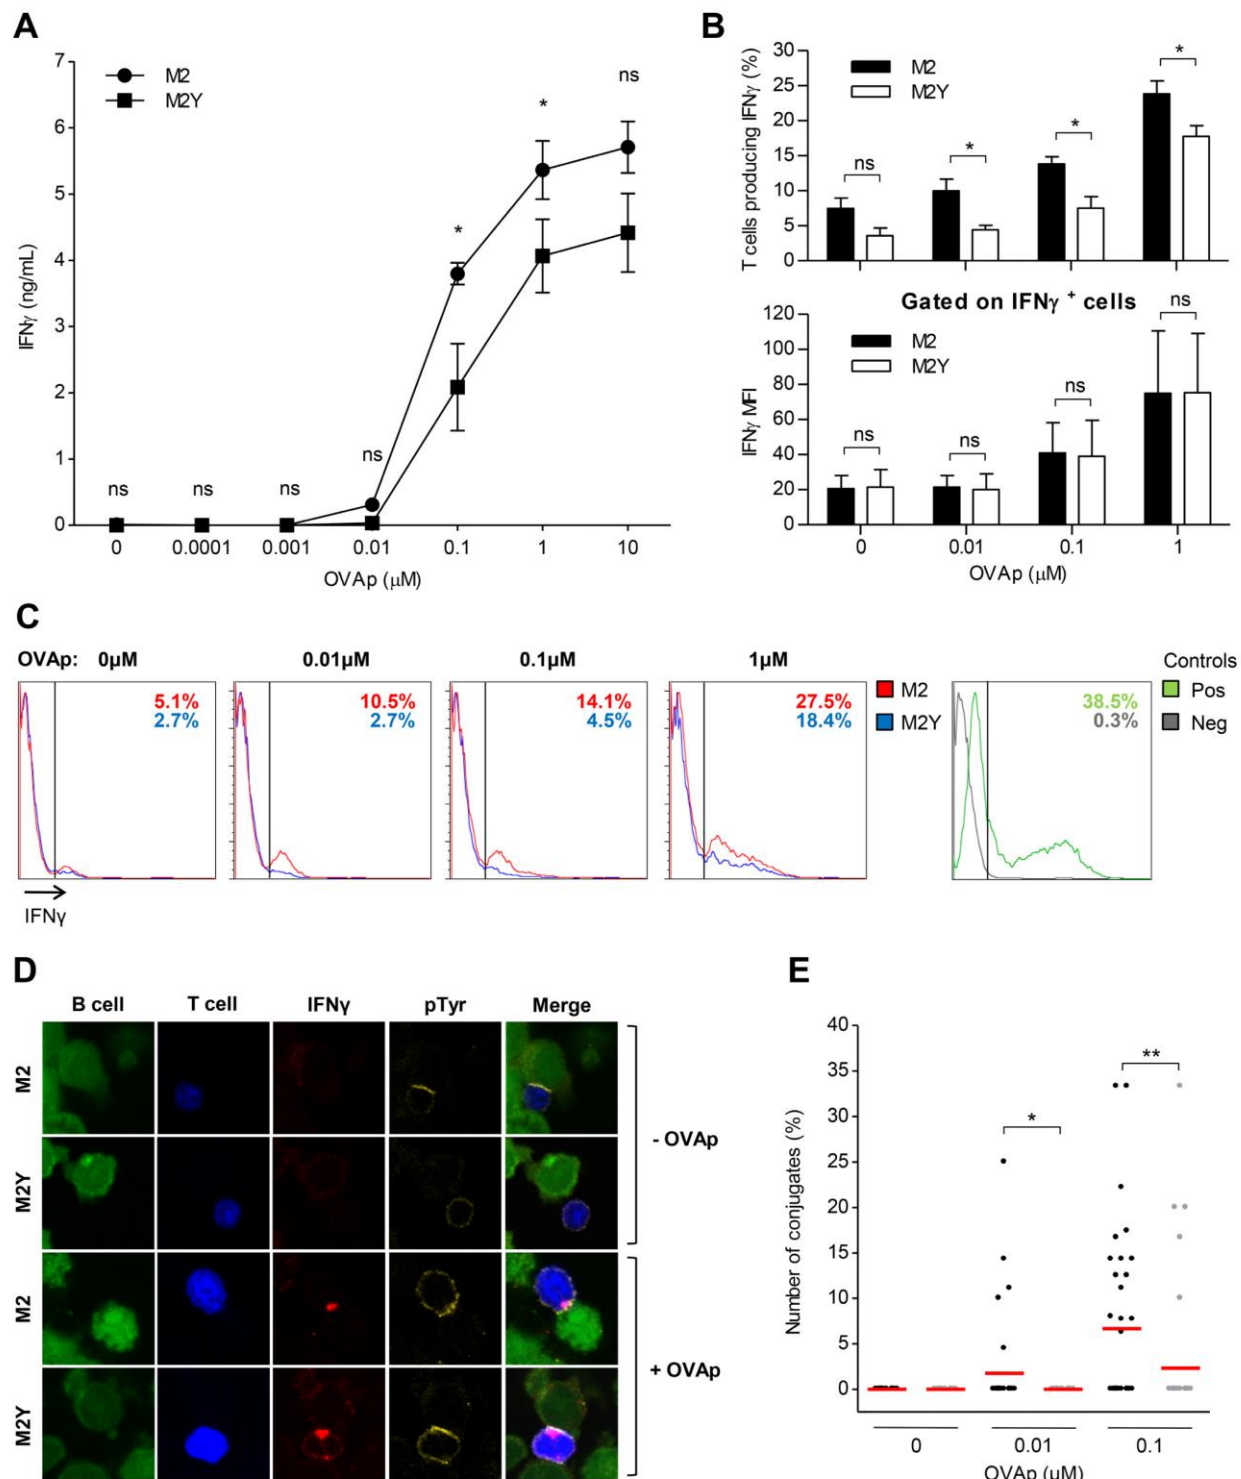 A
7
6
5
4
3
2
1
0
IFNγ (ng/mL)
M2
M2Y
ns
ns
ns
ns
*
*
ns
0
0.0001
0.001
0.01
0.1
1
10
OVAp (μM)
B
30
25
20
15
10
5
0
T cells producing IFNγ (%)
M2
M2Y
ns
*
*
*
Gated on IFNγ + cells
120
100
80
60
40
20
0
IFNγ MFI
M2
M2Y
ns
ns
ns
ns
0
0.01
0.1
1
OVAp (μM)
C
OVAp: 0μM 0.01μM 0.1μM 1μM
5.1%
2.7%
10.5%
2.7%
14.1%
4.5%
27.5%
18.4%
M2
M2Y
38.5%
0.3%
Controls
Pos
Neg
IFNγ
D
B cell T cell IFNγ pTyr Merge
M2
M2Y
- OVAp
M2
M2Y
+ OVAp
E
40
35
30
25
20
15
10
5
0
Number of conjugates (%)
*
**
0
0.01
0.1
OVAp (μM)